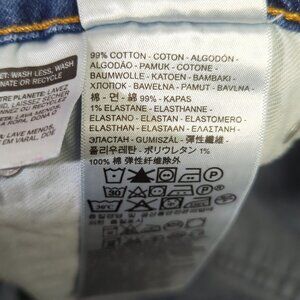 ET: WASH LESS, WASH
ONATE OR RECYCLE
99% COTTON - COTON - ALGODÓN -
ALGODÃO - PAMUK - COTONE -
BAUMWOLLE - KATOEN - BAMBAKI -
ХЛОПОК - BAWEŁNA - PAMUT - BAVLNA -
棉 - 면 - 綿 99% - KAPAS
1% ELASTANE - ELASTHANNE -
ELASTANO - ELASTAN - ELASTOMERO -
ELASTHAN - ELASTAAN - ΕΛΑΣΤΑΝΗ -
ЭЛАСТАН - GUMISZÁL - 彈性纖維 -
폴리우레탄 - ポリウレタン 1%
100% 棉 弹性纤维除外